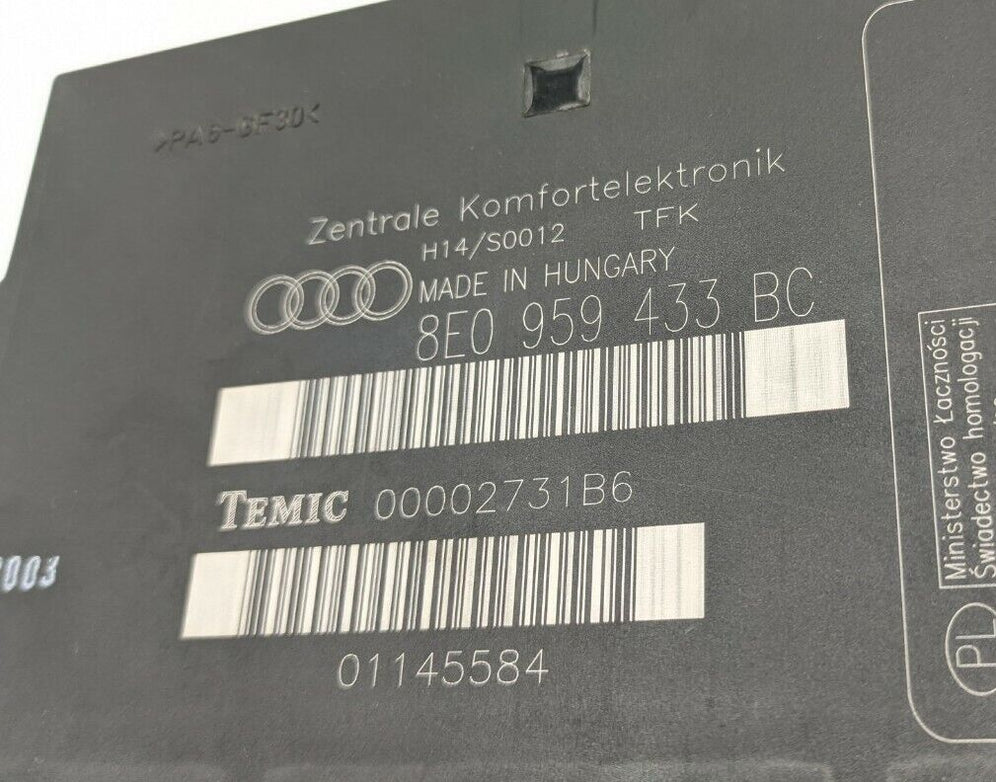 >PA6-GF30<
Zentrale Komfortelektronik
H14/S0012 TFK
MADE IN HUNGARY
8E0 959 433 BC
TEMIC 00002731B6
003
01145584
Ministerstwo Łączności
Świadectwo homologacji
PL